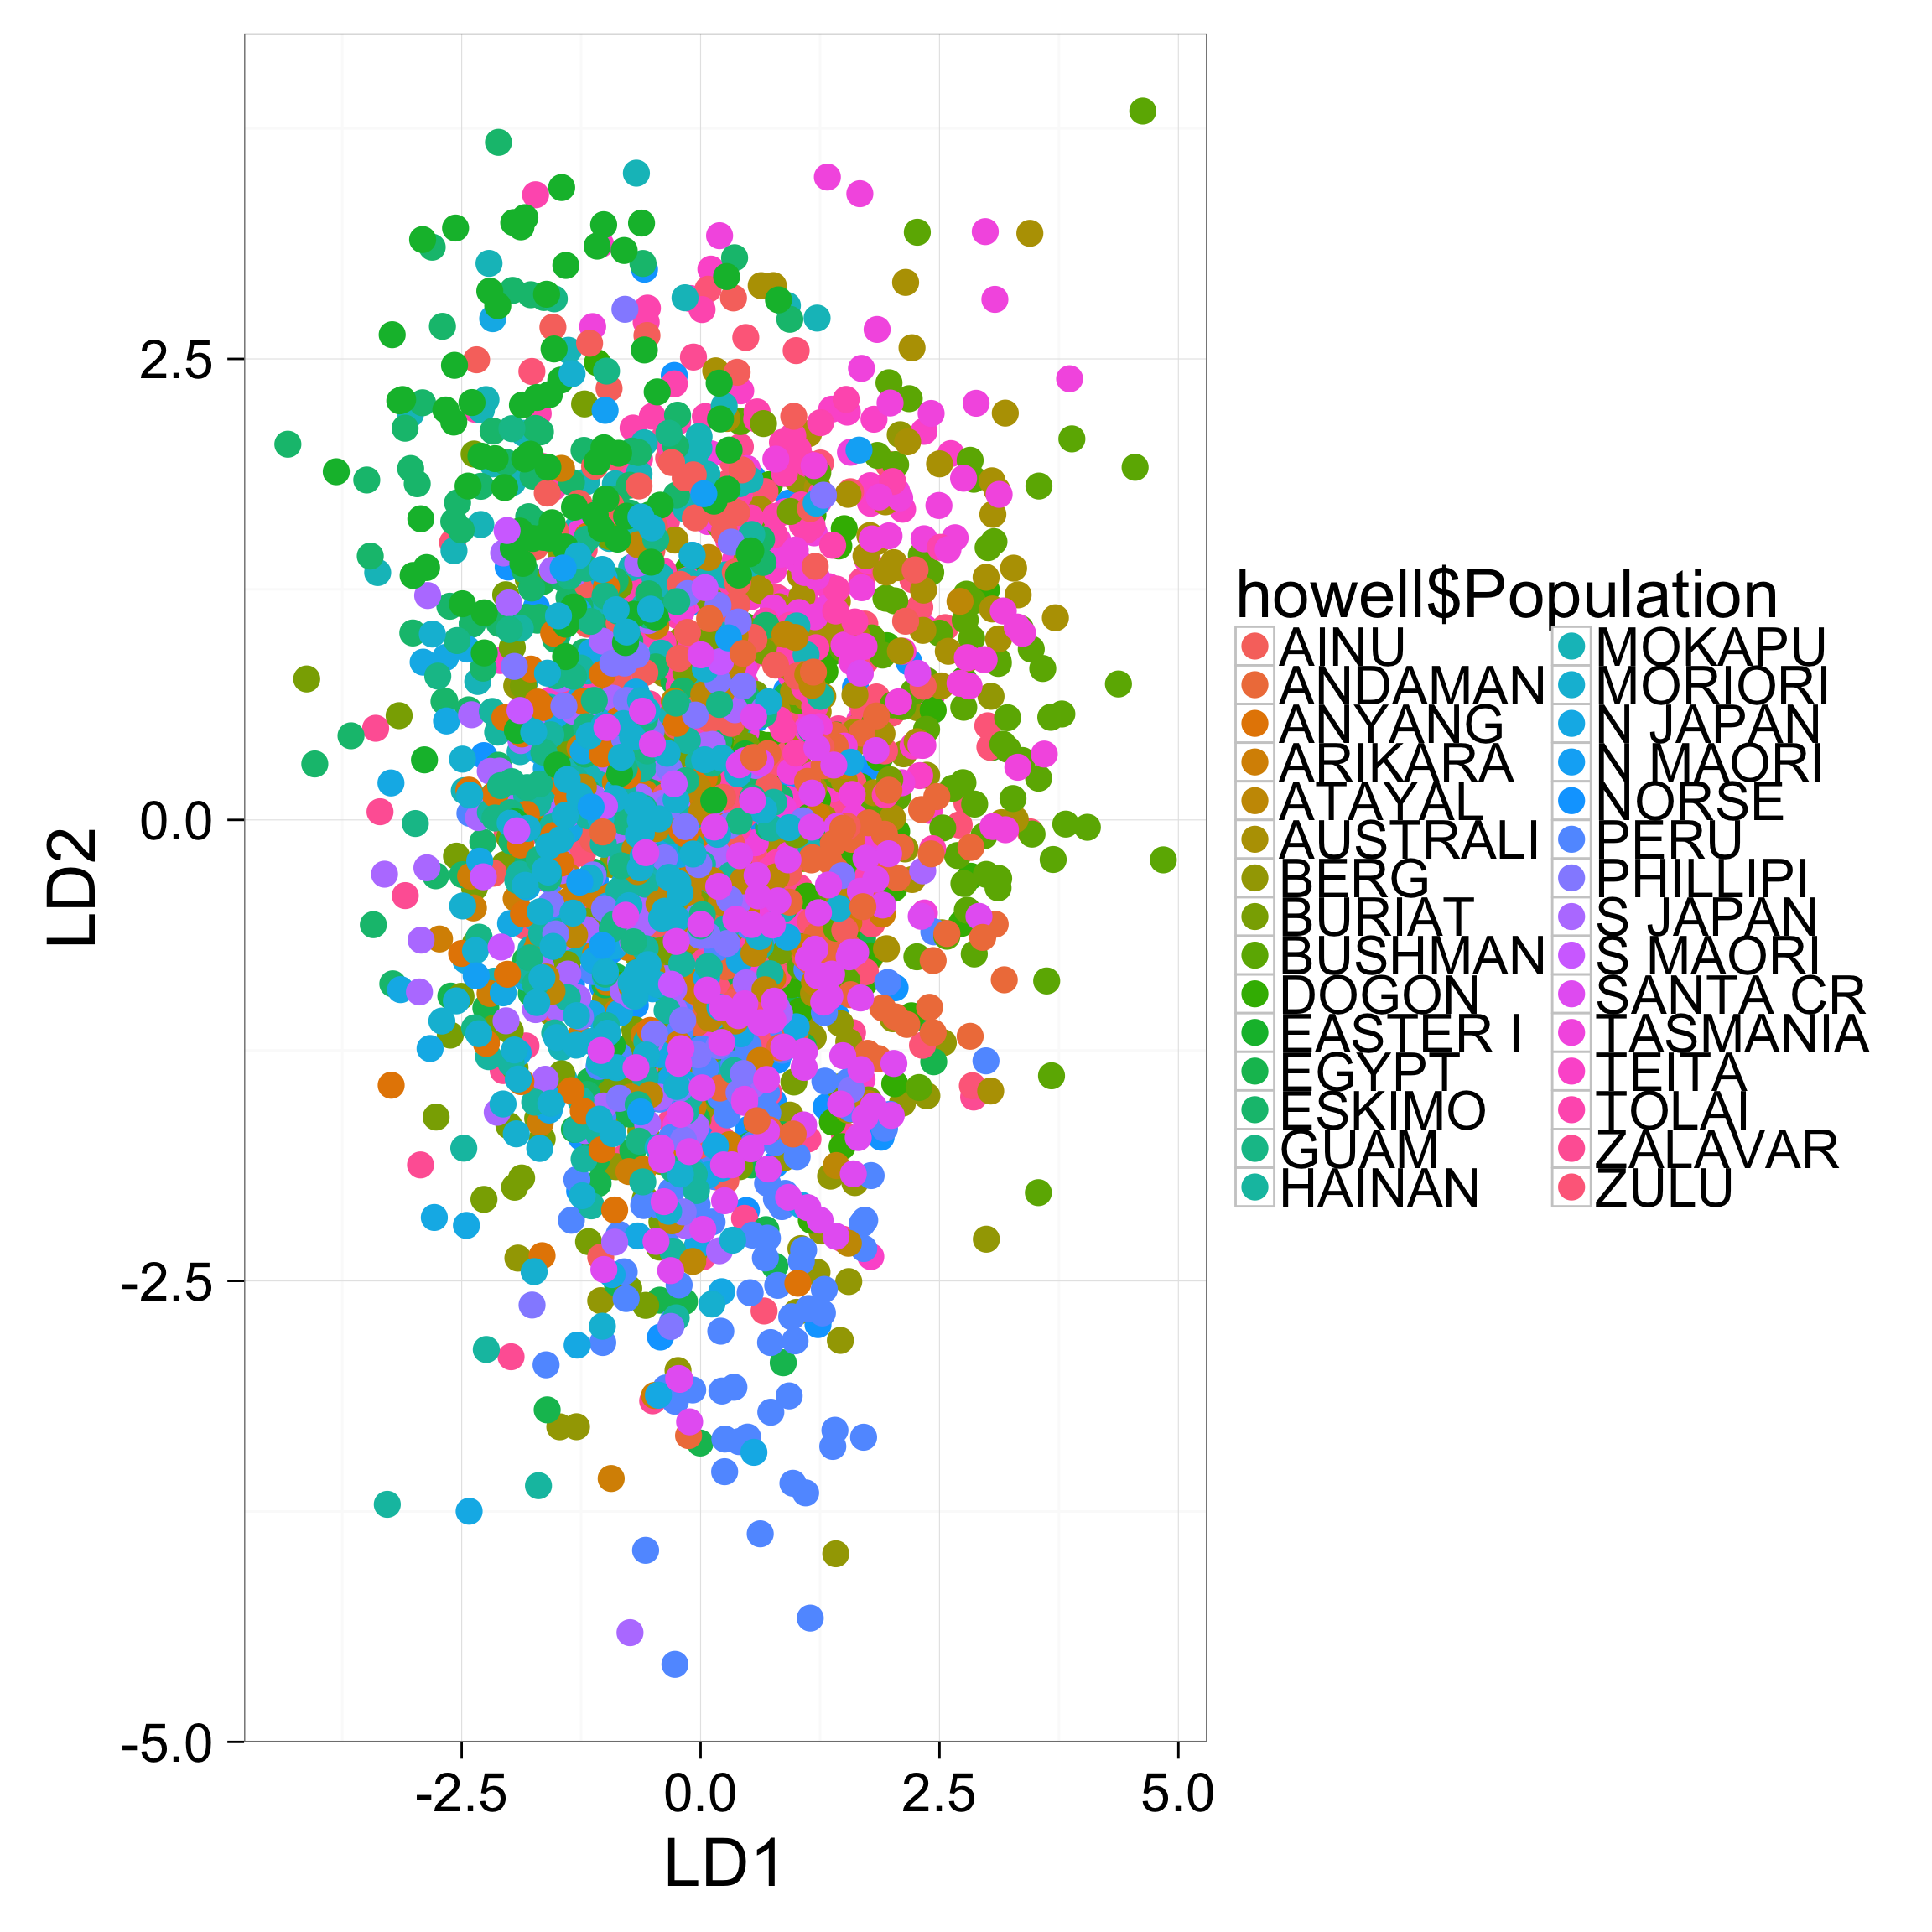 2.5
0.0
-2.5
-5.0
LD2
-2.5
0.0
2.5
5.0
LD1
howell$Population
AINU
ANDAMAN
ANYANG
ARIKARA
ATAYAL
AUSTRALI
BERG
BURIAT
BUSHMAN
DOGON
EASTER I
EGYPT
ESKIMO
GUAM
HAINAN
MOKAPU
MORIORI
N JAPAN
N MAORI
NORSE
PERU
PHILLIPI
S JAPAN
S MAORI
SANTA CR
TASMANIA
TEITA
TOLAI
ZALAVAR
ZULU